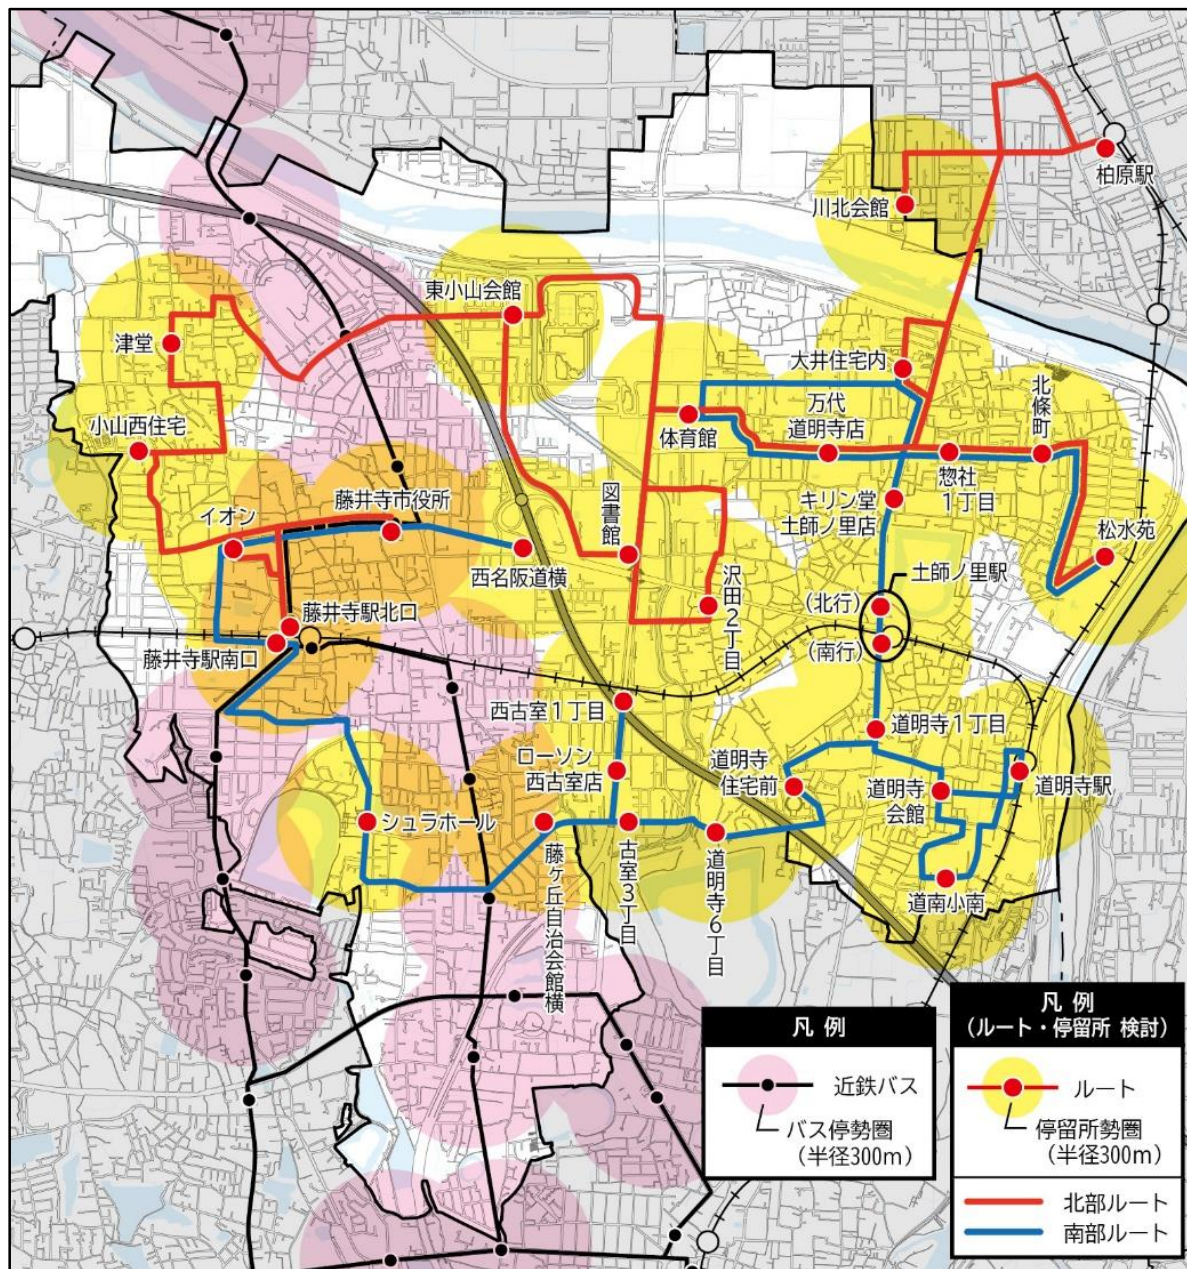 柏原駅
川北会館
東小山会館
津堂
大井住宅内
北條町
小山西住宅
体育館
万代
道明寺店
藤井寺市役所
図書館
キリン堂
土師ノ里店
惣社
1丁目
イオン
松水苑
西名阪道横
沢田2丁目
土師ノ里駅
(北行)
藤井寺駅北口
藤井寺駅南口
(南行)
西古室1丁目
道明寺1丁目
ローソン
西古室店
道明寺
住宅前
道明寺
会館
道明寺駅
シュラホール
藤ヶ丘自治会館横
古室3丁目
道明寺6丁目
道南小南
凡 例
近鉄バス
バス停勢圏
(半径300m)
凡 例
(ルート・停留所 検討)
ルート
停留所勢圏
(半径300m)
北部ルート
南部ルート